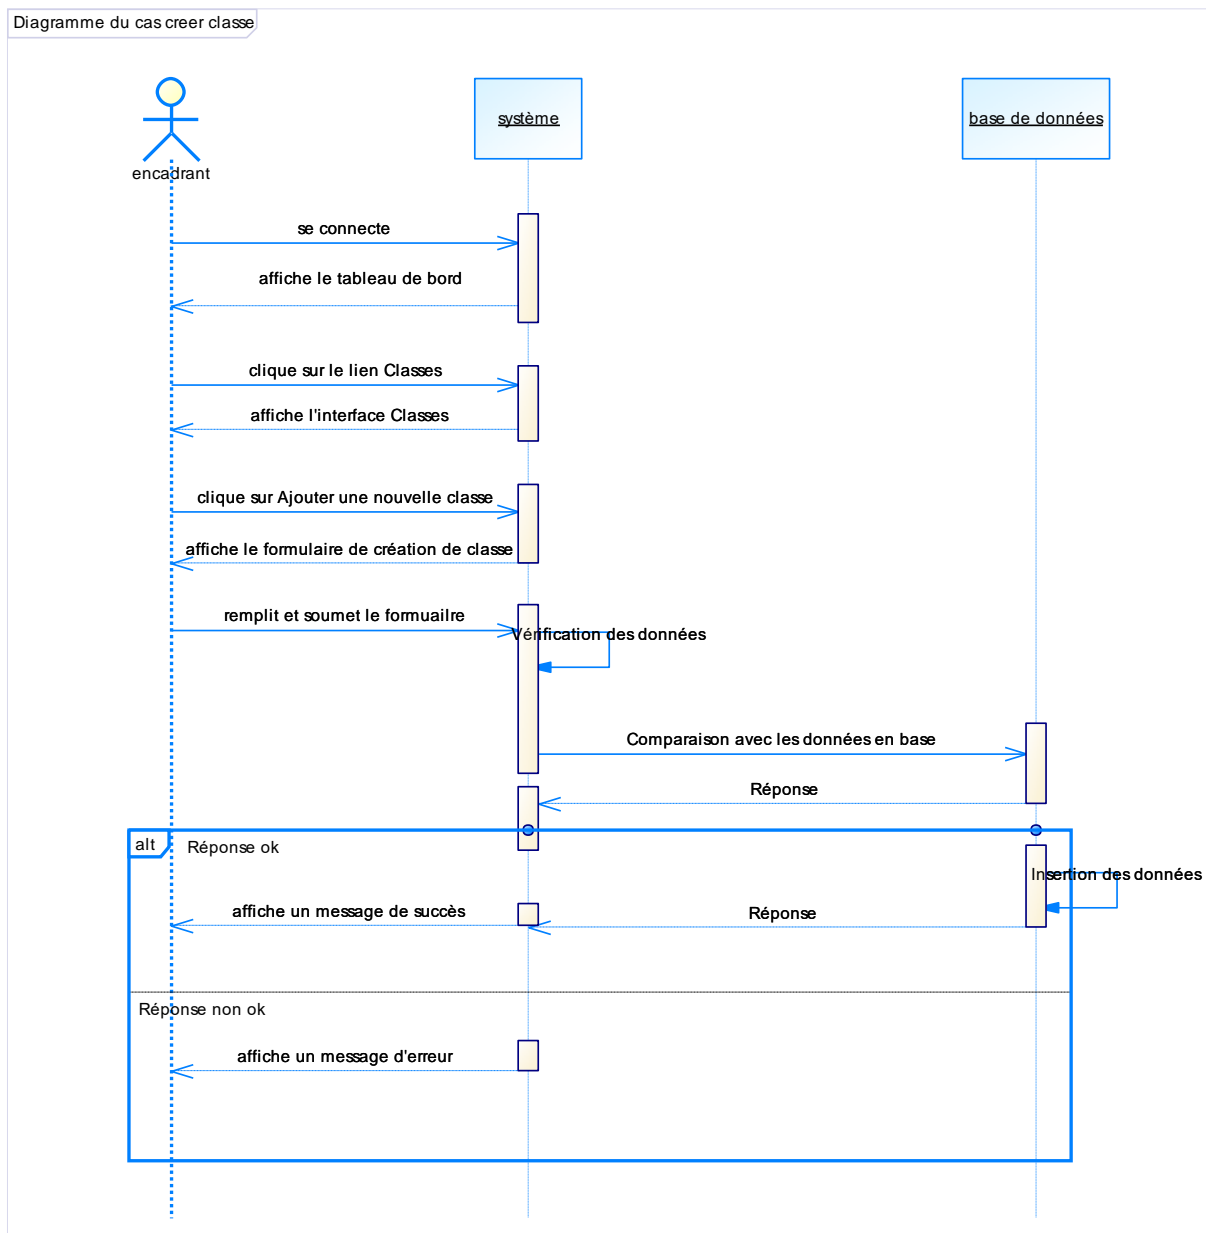 Diagramme du cas creer classe
encadrant
système
base de données
se connecte
affiche le tableau de bord
clique sur le lien Classes
affiche l'interface Classes
clique sur Ajouter une nouvelle classe
affiche le formulaire de création de classe
remplit et soumet le formuailre
Vérification des données
Comparaison avec les données en base
Réponse
alt
Réponse ok
Insertion des données
affiche un message de succès
Réponse
Réponse non ok
affiche un message d'erreur